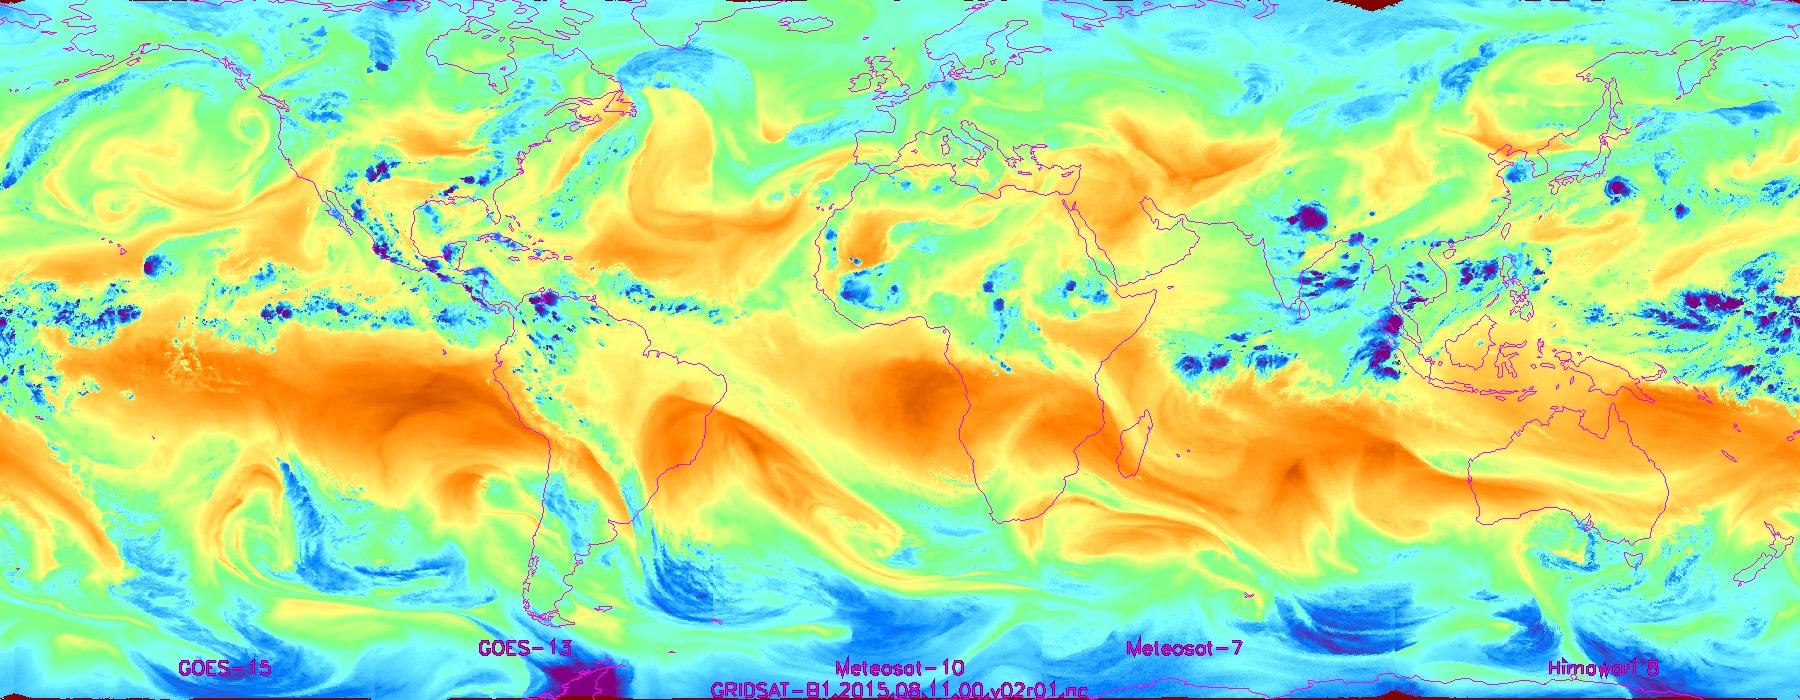 GOES-13
Meteosat-7
GOES-15
Meteosat-10
Himawari 8
GRIDSAT-B1.2015.08.11.00.v02r01.nc